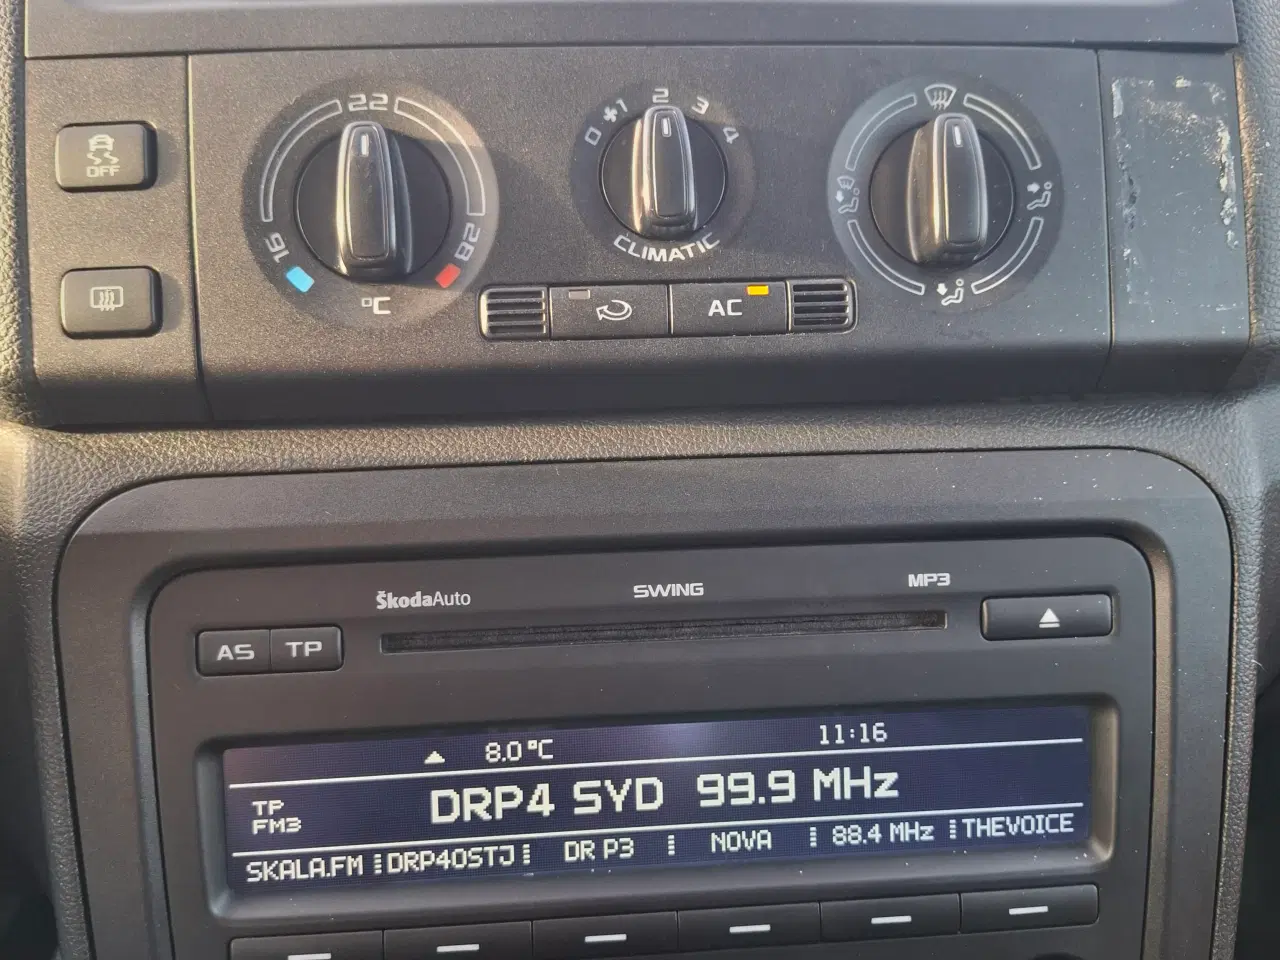 OFF
22
16
28
°C
0 1 2 3 4
CLIMATIC
AC
ŠkodaAuto
SWING
MP3
AS
TP
8.0 °C
11:16
TP
FM3
DRP4 SYD 99.9 MHz
SKALA.FM DRP4OSTJ DR P3 NOVA 88.4 MHz THEVOICE